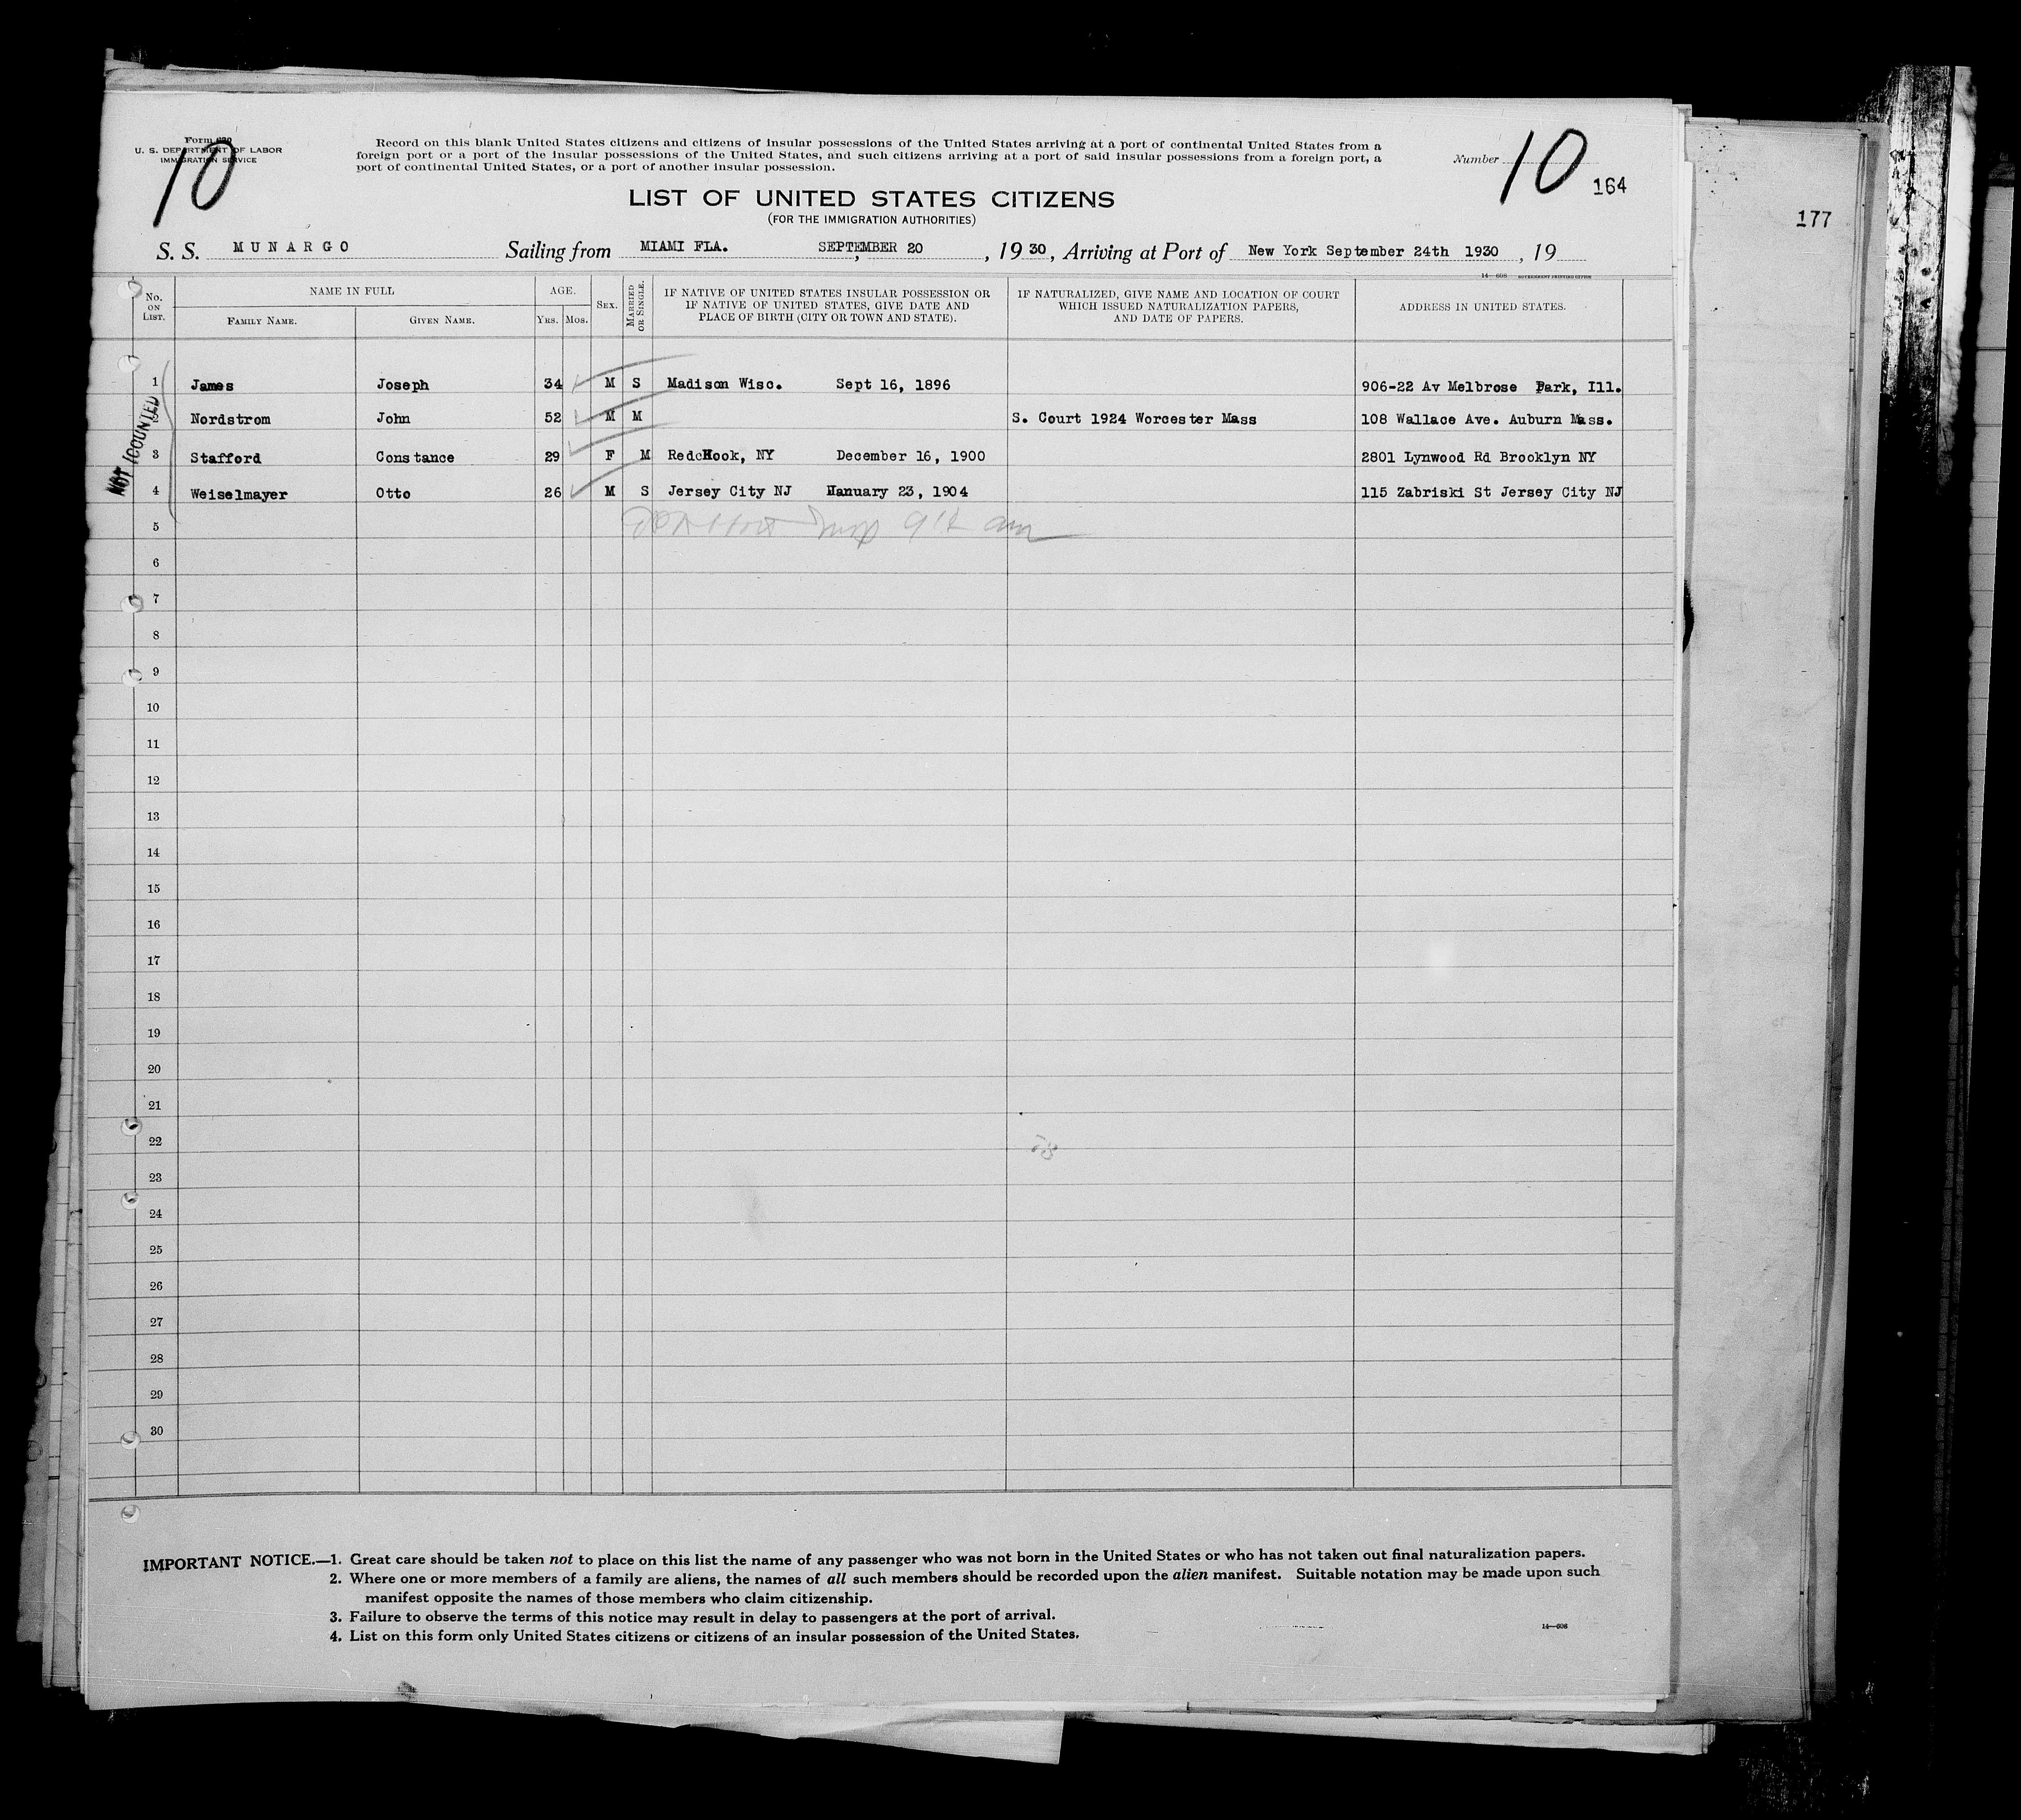 Form 630
U. S. DEPARTMENT OF LABOR
IMMIGRATION SERVICE
10
Record on this blank United States citizens and citizens of insular possessions of the United States arriving at a port of continental United States from a
foreign port or a port of the insular possessions of the United States, and such citizens arriving at a port of said insular possessions from a foreign port, a
port of continental United States, or a port of another insular possession.
Number 10
164
177
LIST OF UNITED STATES CITIZENS
(FOR THE IMMIGRATION AUTHORITIES)
S. S. MUNARGO Sailing from MIAMI FLA. SEPTEMBER 20, 1930, Arriving at Port of New York September 24th 1930, 19
14—608 GOVERNMENT PRINTING OFFICE
No. ON LIST. NAME IN FULL FAMILY NAME. GIVEN NAME. AGE. YRS. MOS. SEX. MARRIED OR SINGLE. IF NATIVE OF UNITED STATES INSULAR POSSESSION OR IF NATIVE OF UNITED STATES, GIVE DATE AND PLACE OF BIRTH (CITY OR TOWN AND STATE). IF NATURALIZED, GIVE NAME AND LOCATION OF COURT WHICH ISSUED NATURALIZATION PAPERS, AND DATE OF PAPERS. ADDRESS IN UNITED STATES.
NOT COUNTED
1 James Joseph 34 M S Madison Wisc. Sept 16, 1896 906-22 Av Melbrose Park, Ill.
2 Nordstrom John 52 M M S. Court 1924 Worcester Mass 108 Wallace Ave. Auburn Mass.
3 Stafford Constance 29 F M RedcHook, NY December 16, 1900 2801 Lynwood Rd Brooklyn NY
4 Weiselmayer Otto 26 M S Jersey City NJ Hanuary 23, 1904 115 Zabriski St Jersey City NJ
5
6
7
8
9
10
11
12
13
14
15
16
17
18
19
20
21
22
23
24
25
26
27
28
29
30
IMPORTANT NOTICE.—1. Great care should be taken not to place on this list the name of any passenger who was not born in the United States or who has not taken out final naturalization papers.
2. Where one or more members of a family are aliens, the names of all such members should be recorded upon the alien manifest. Suitable notation may be made upon such
manifest opposite the names of those members who claim citizenship.
3. Failure to observe the terms of this notice may result in delay to passengers at the port of arrival.
4. List on this form only United States citizens or citizens of an insular possession of the United States.
14—608